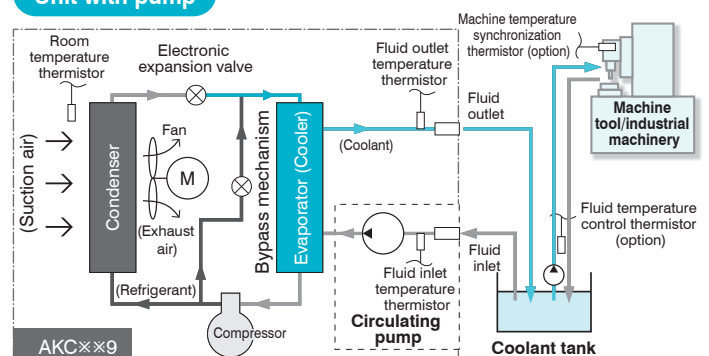 Unit with pump
Room
temperature
thermistor
Electronic
expansion valve
Fluid outlet
temperature
thermistor
Machine temperature
synchronization
thermistor (option)
Fluid
outlet
Machine
tool/industrial
machinery
(Suction air)
Condenser
Fan
M
(Exhaust
air)
Bypass mechanism
Evaporator (Cooler)
(Coolant)
Fluid temperature
control thermistor
(option)
Fluid
inlet
(Refrigerant)
Fluid inlet
temperature
thermistor
Compressor
Circulating
pump
Coolant tank
AKC※※9